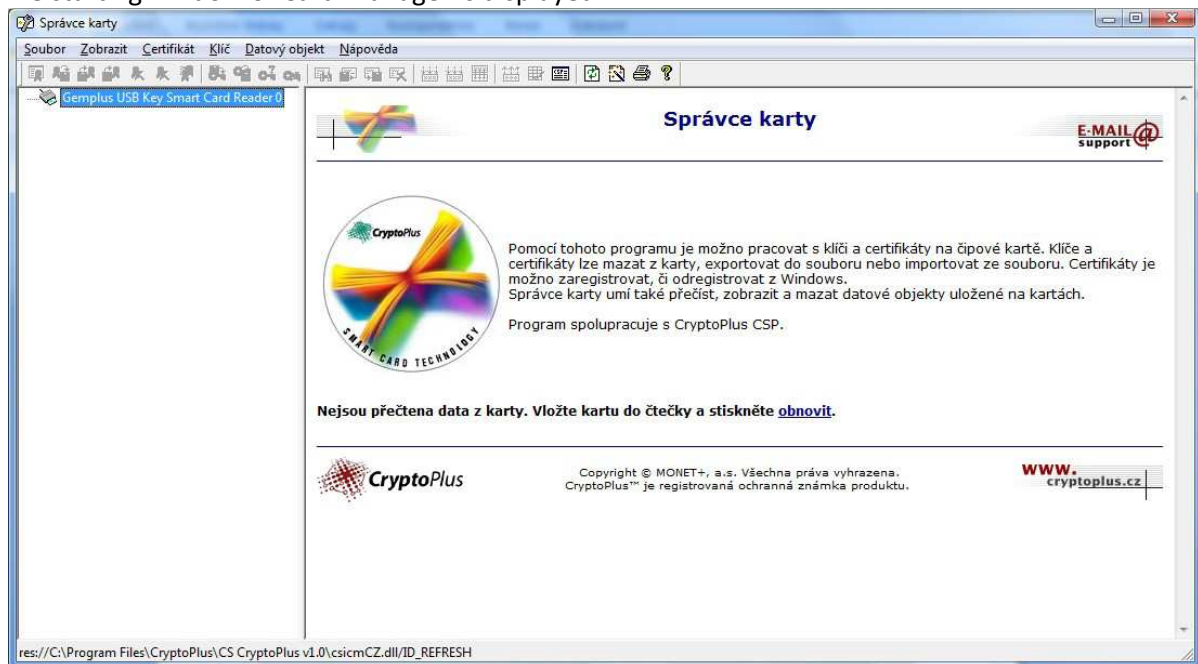 Správce karty
Soubor Zobrazit Certifikát Klíč Datový objekt Nápověda
Gemplus USB Key Smart Card Reader 0
Správce karty
E-MAIL@
support
CryptoPlus
SMART CARD TECHNOLOGY
Pomocí tohoto programu je možno pracovat s klíči a certifikáty na čipové kartě. Klíče a
certifikáty lze mazat z karty, exportovat do souboru nebo importovat ze souboru. Certifikáty je
možno zaregistrovat, či odregistrovat z Windows.
Správce karty umí také přečíst, zobrazit a mazat datové objekty uložené na kartách.
Program spolupracuje s CryptoPlus CSP.
Nejsou přečtena data z karty. Vložte kartu do čtečky a stiskněte obnovit.
CryptoPlus
Copyright © MONET+, a.s. Všechna práva vyhrazena.
CryptoPlus™ je registrovaná ochranná známka produktu.
www.
cryptoplus.cz
res://C:\Program Files\CryptoPlus\CS CryptoPlus v1.0\csicmCZ.dll/ID_REFRESH